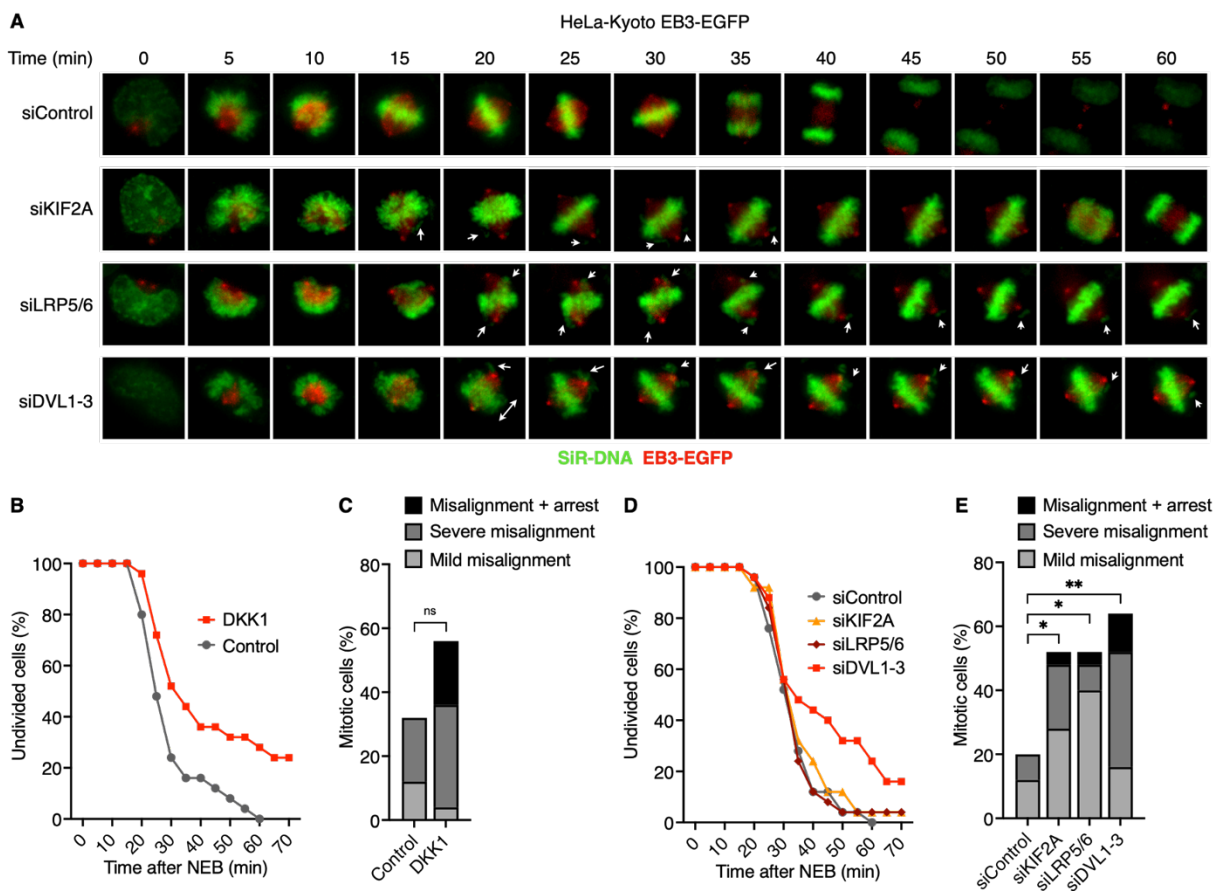 A
HeLa-Kyoto EB3-EGFP
Time (min) 0 5 10 15 20 25 30 35 40 45 50 55 60
siControl
siKIF2A
siLRP5/6
siDVL1-3
SiR-DNA EB3-EGFP
B
Undivided cells (%)
100
80
60
40
20
0
DKK1
Control
0 10 20 30 40 50 60 70
Time after NEB (min)
C
Misalignment + arrest
Severe misalignment
Mild misalignment
Mitotic cells (%)
80
60
40
20
0
ns
Control
DKK1
D
Undivided cells (%)
100
80
60
40
20
0
siControl
siKIF2A
siLRP5/6
siDVL1-3
0 10 20 30 40 50 60 70
Time after NEB (min)
E
Misalignment + arrest
Severe misalignment
Mild misalignment
Mitotic cells (%)
80
60
40
20
0
**
*
*
siControl
siKIF2A
siLRP5/6
siDVL1-3